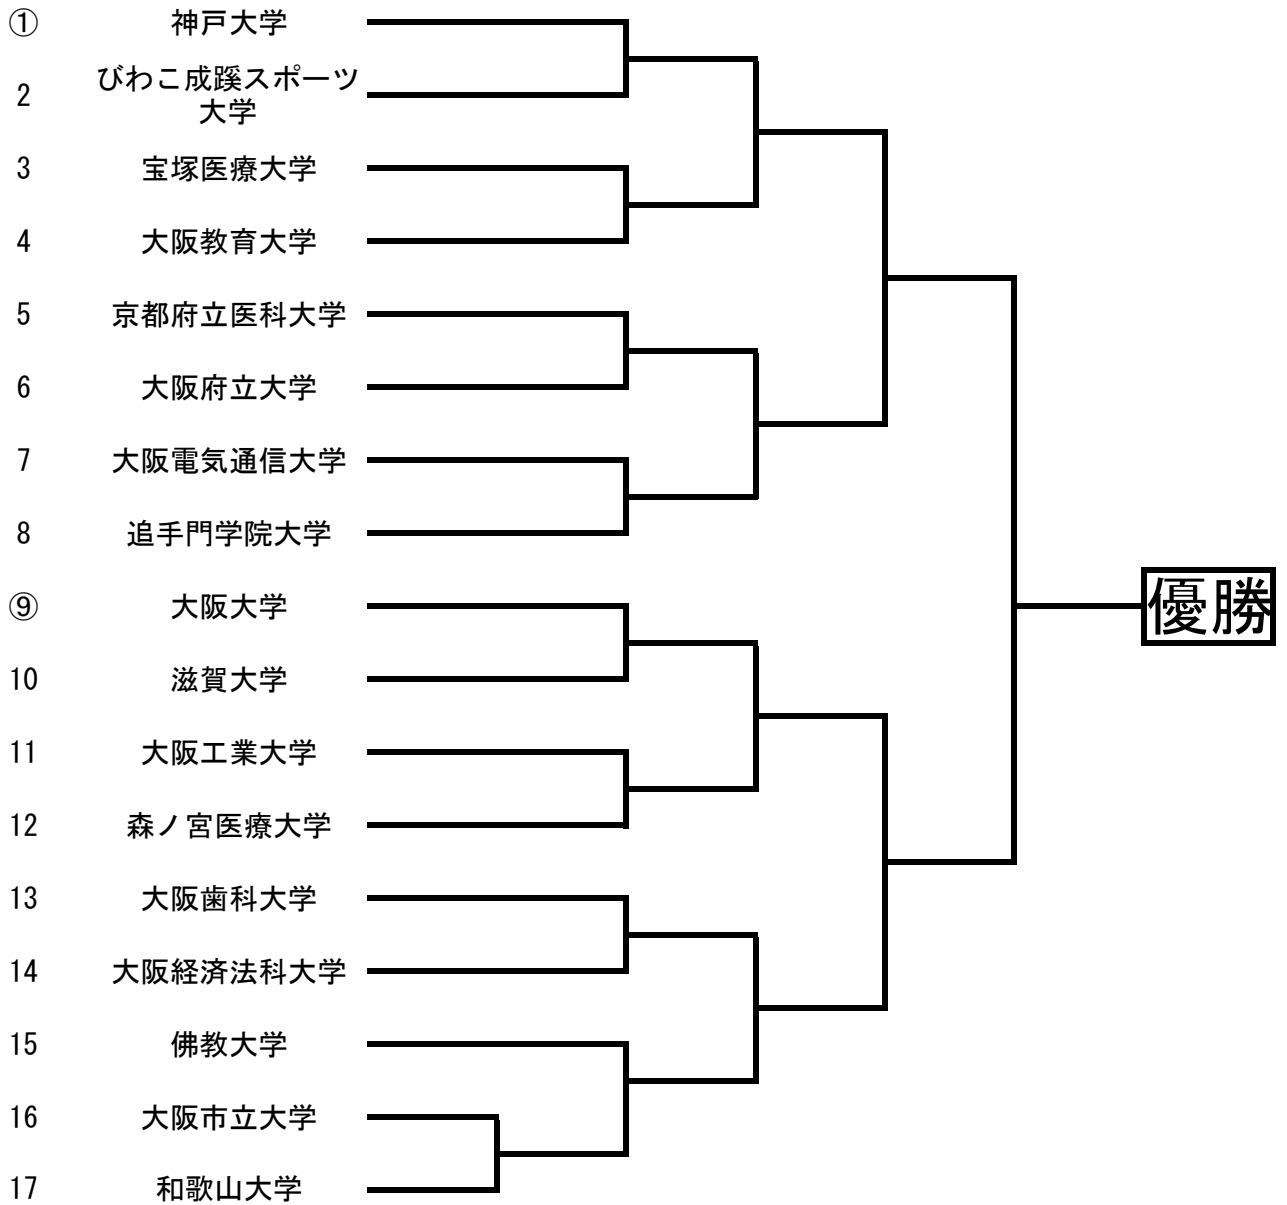 ① 神戸大学
2 びわこ成蹊スポーツ
大学
3 宝塚医療大学
4 大阪教育大学
5 京都府立医科大学
6 大阪府立大学
7 大阪電気通信大学
8 追手門学院大学
⑨ 大阪大学
優勝
10 滋賀大学
11 大阪工業大学
12 森ノ宮医療大学
13 大阪歯科大学
14 大阪経済法科大学
15 佛教大学
16 大阪市立大学
17 和歌山大学